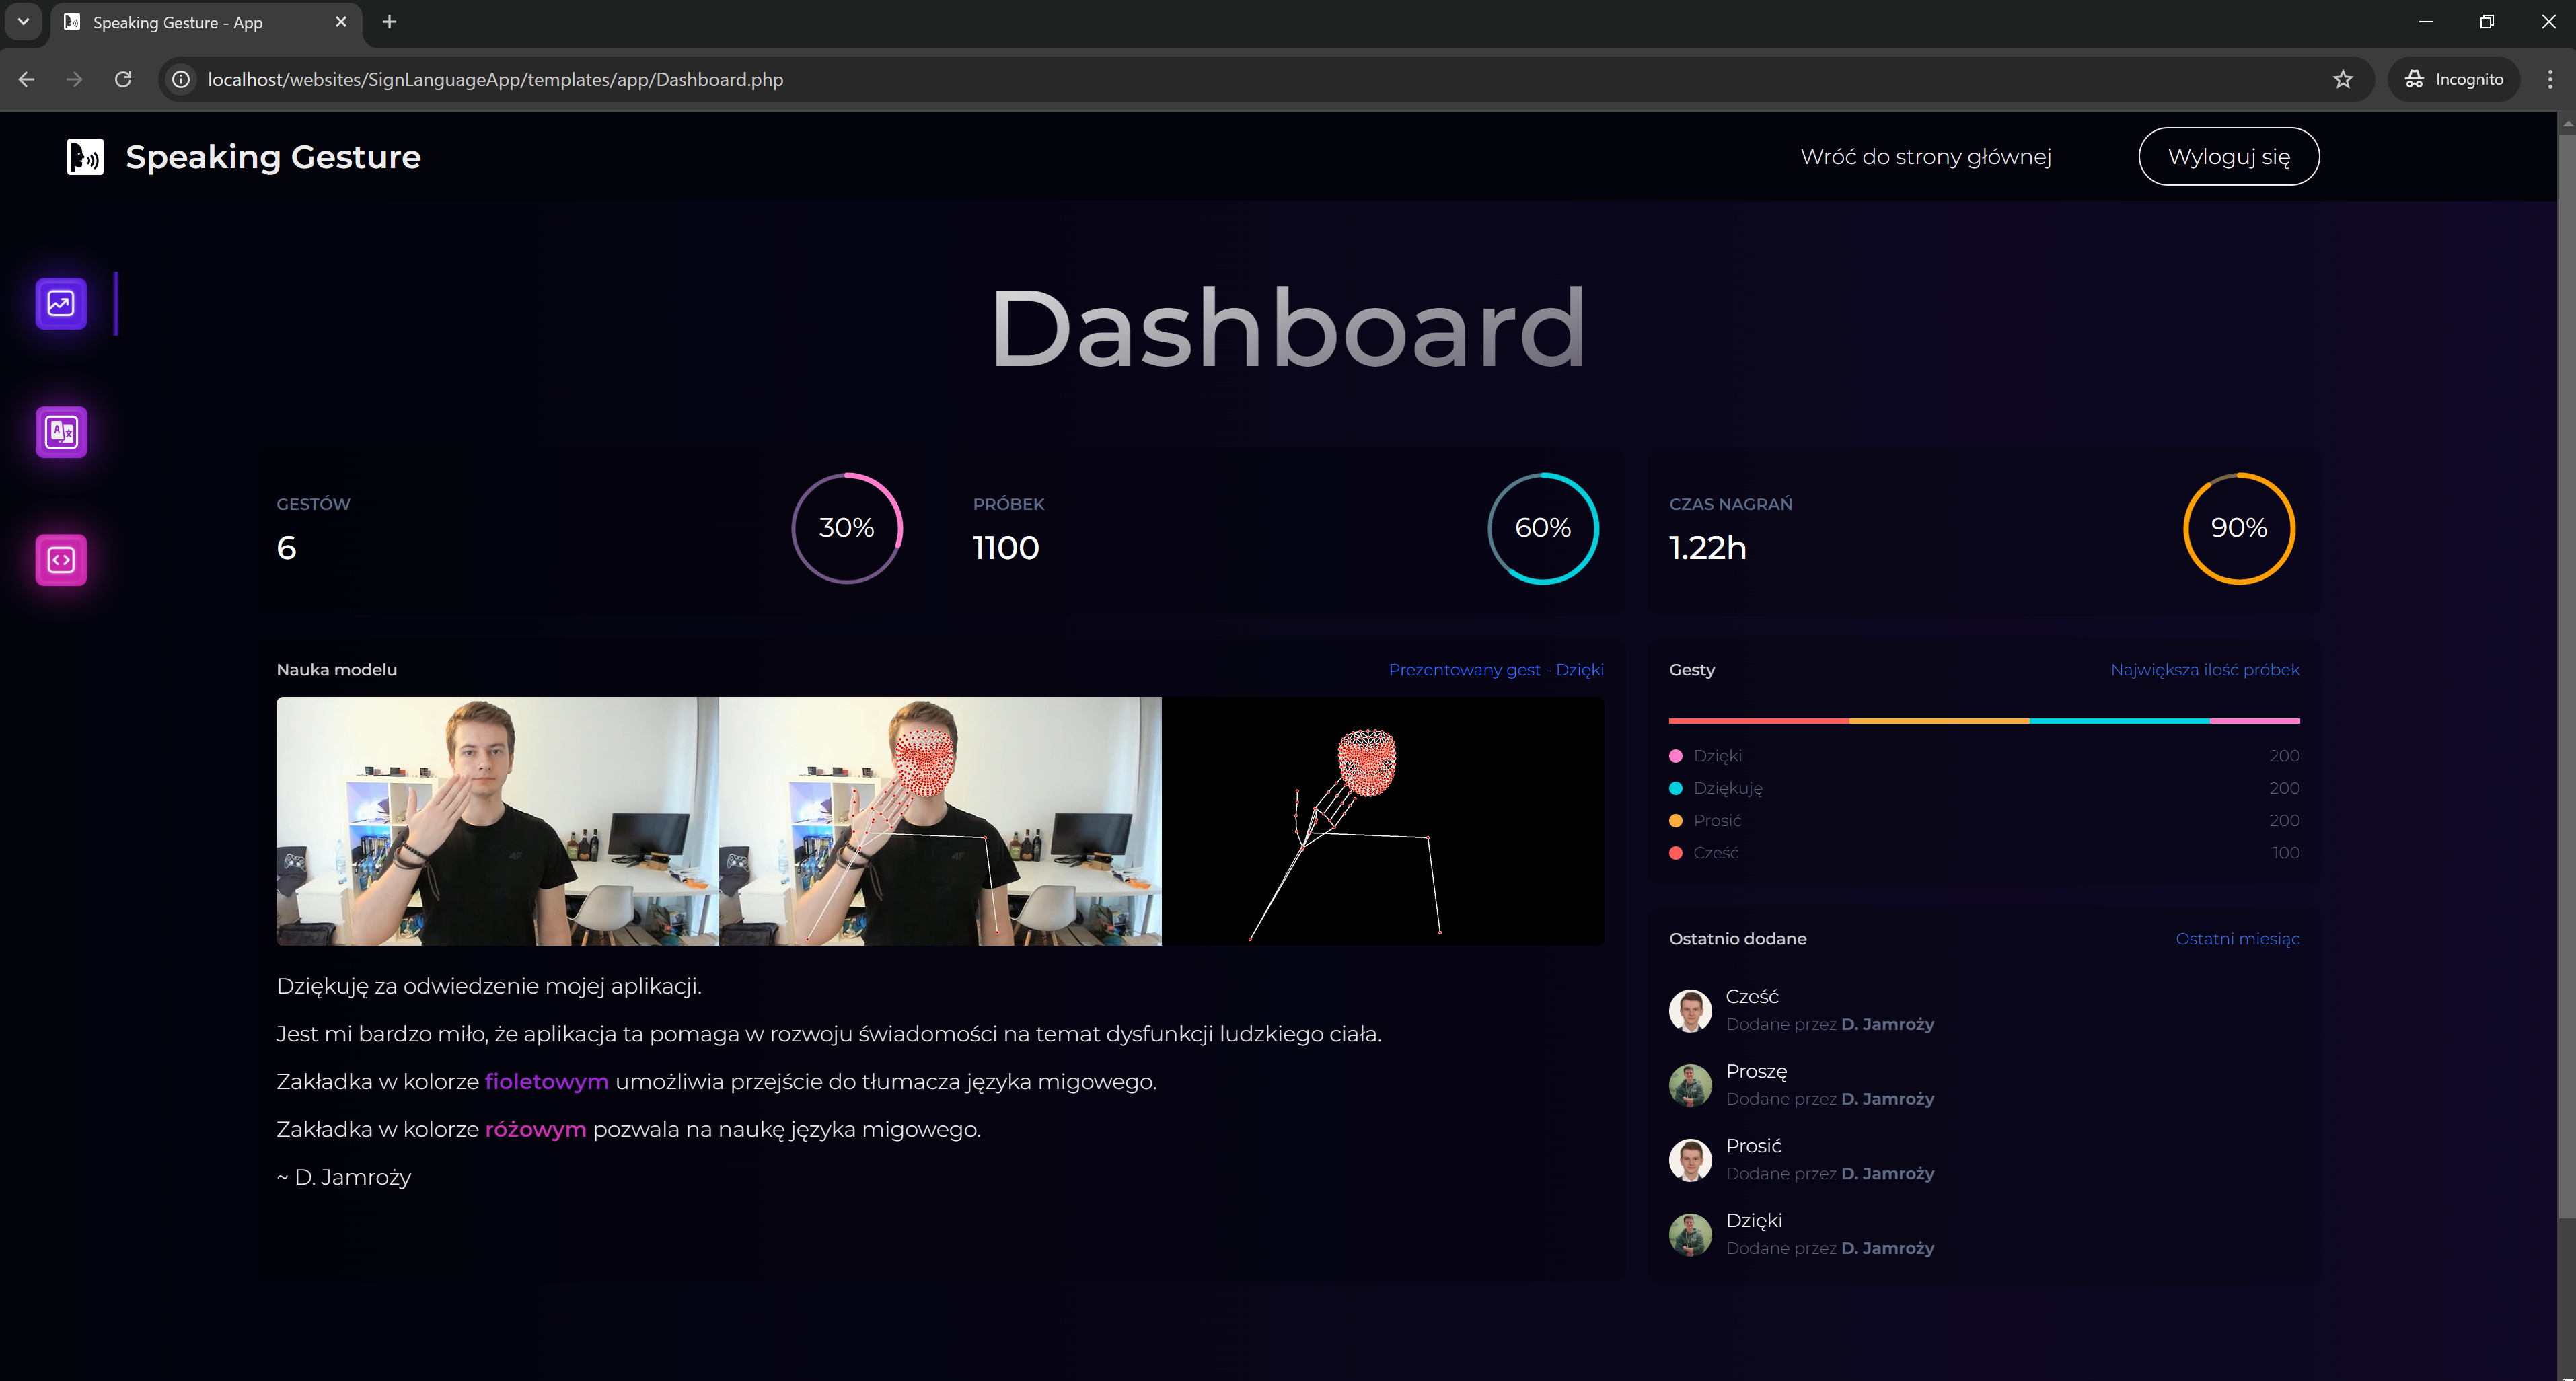 Speaking Gesture - App
localhost/websites/SignLanguageApp/templates/app/Dashboard.php
Incognito
Speaking Gesture
Wróć do strony głównej
Wyloguj się
Dashboard
GESTÓW
6
30%
PRÓBEK
1100
60%
CZAS NAGRAŃ
1.22h
90%
Nauka modelu
Prezentowany gest - Dzięki
Dziękuję za odwiedzenie mojej aplikacji.
Jest mi bardzo miło, że aplikacja ta pomaga w rozwoju świadomości na temat dysfunkcji ludzkiego ciała.
Zakładka w kolorze fioletowym umożliwia przejście do tłumacza języka migowego.
Zakładka w kolorze różowym pozwala na naukę języka migowego.
~ D. Jamroży
Gesty
Największa ilość próbek
Dzięki 200
Dziękuję 200
Prosić 200
Cześć 100
Ostatnio dodane
Ostatni miesiąc
Cześć
Dodane przez D. Jamroży
Proszę
Dodane przez D. Jamroży
Prosić
Dodane przez D. Jamroży
Dzięki
Dodane przez D. Jamroży